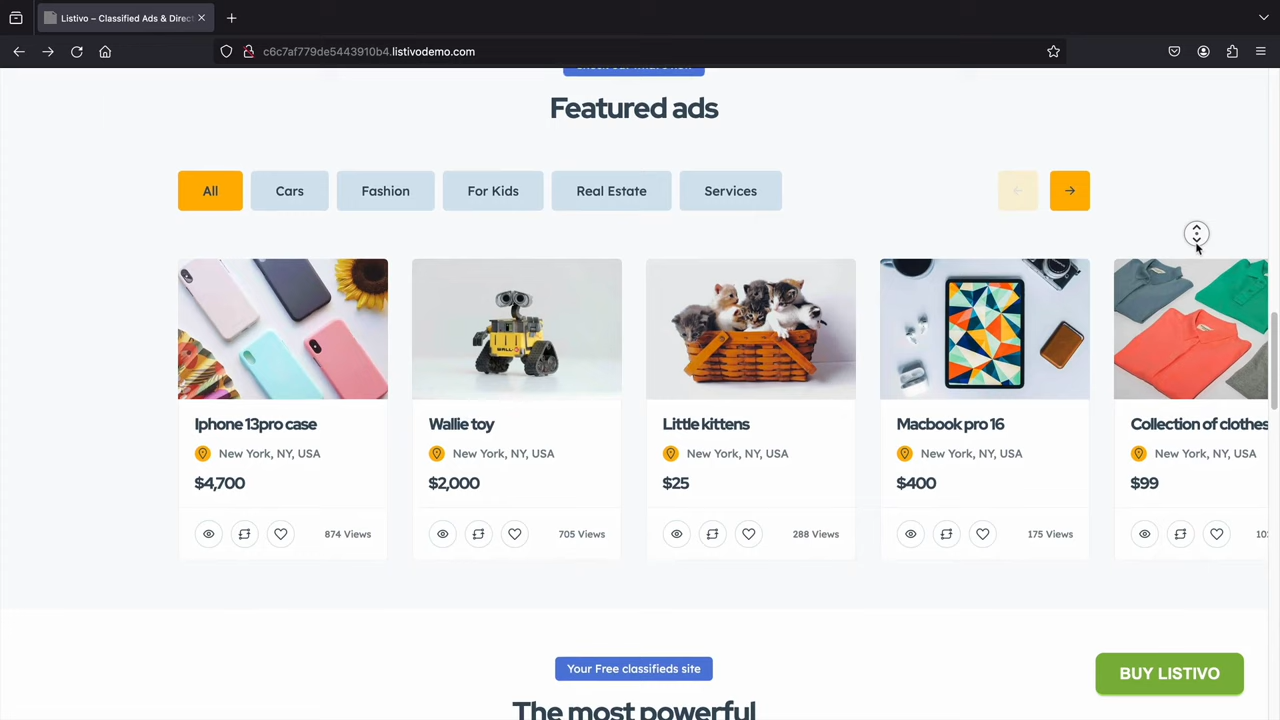 Listivo – Classified Ads & Direct
c6c7af779de5443910b4.listivodemo.com
Featured ads
All
Cars
Fashion
For Kids
Real Estate
Services
Iphone 13pro case
New York, NY, USA
$4,700
874 Views
Wallie toy
New York, NY, USA
$2,000
705 Views
Little kittens
New York, NY, USA
$25
288 Views
Macbook pro 16
New York, NY, USA
$400
175 Views
Collection of clothes
New York, NY, USA
$99
Your Free classifieds site
The most powerful
BUY LISTIVO